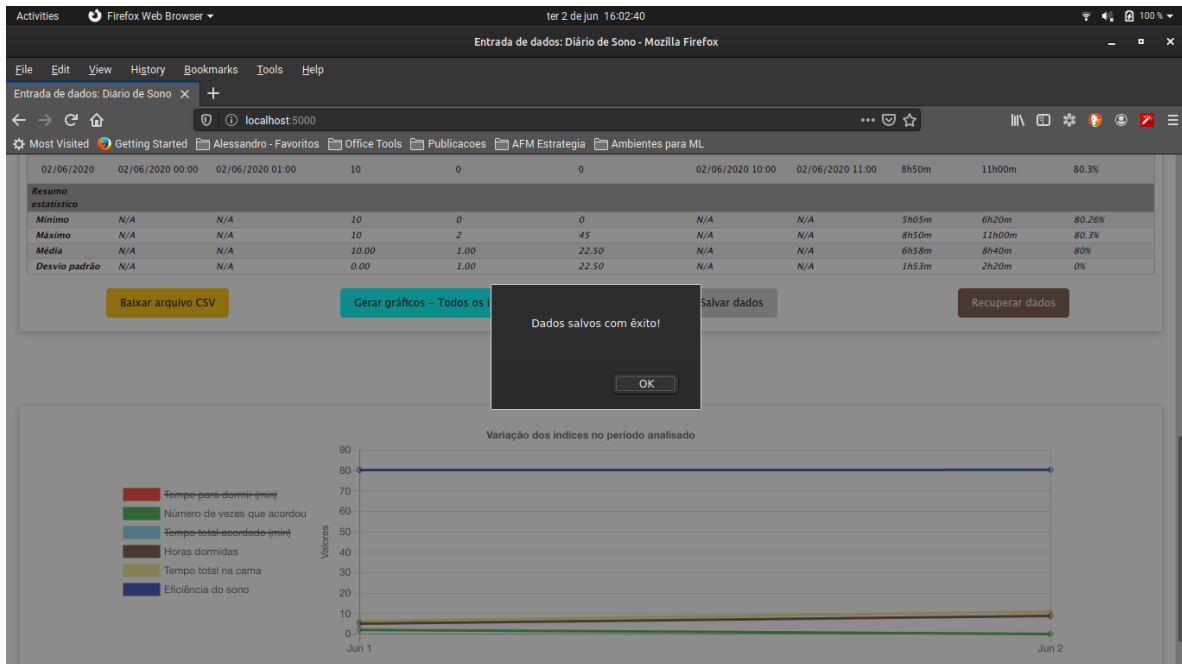 Activities Firefox Web Browser ter 2 de jun 16:02:40 100 %
Entrada de dados: Diário de Sono - Mozilla Firefox
File Edit View History Bookmarks Tools Help
Entrada de dados: Diário de Sono
localhost:5000
Most Visited Getting Started Alessandro - Favoritos Office Tools Publicacoes AFM Estrategia Ambientes para ML
02/06/2020 02/06/2020 00:00 02/06/2020 01:00 10 0 0 02/06/2020 10:00 02/06/2020 11:00 8h50m 11h00m 80.3%
Resumo
estatístico
Mínimo N/A N/A 10 0 0 N/A N/A 5h05m 6h20m 80.26%
Máximo N/A N/A 10 2 45 N/A N/A 8h50m 11h00m 80.3%
Média N/A N/A 10.00 1.00 22.50 N/A N/A 6h58m 8h40m 80%
Desvio padrão N/A N/A 0.00 1.00 22.50 N/A N/A 1h53m 2h20m 0%
Baixar arquivo CSV Gerar gráficos – Todos os Salvar dados Recuperar dados
Dados salvos com êxito!
OK
Variação dos indices no período analisado
90
80
70
60
50
40
30
20
10
0
Valores
Tempo para dormir (min)
Número de vezes que acordou
Tempo total acordado (min)
Horas dormidas
Tempo total na cama
Eficiência do sono
Jun 1 Jun 2